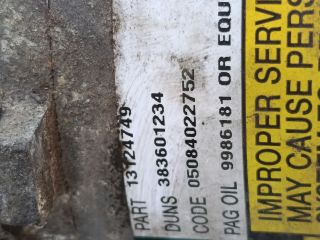 PART 13124749
DUNS 383601234
CODE 05084022752
PAG OIL 9986181 OR EQU
IMPROPER SERVI
MAY CAUSE PERS